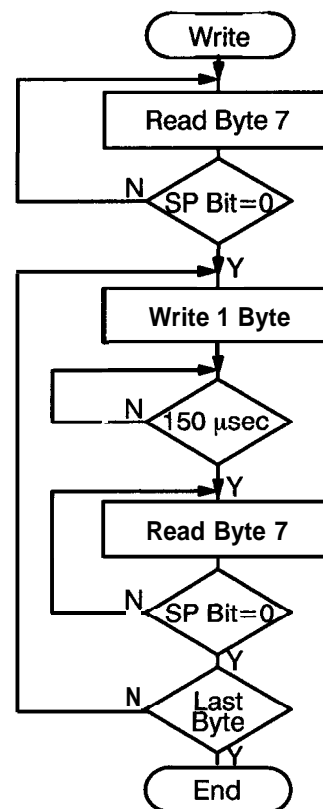 Write
Read Byte 7
N
SP Bit=0
Y
Write 1 Byte
N
150 µsec
Y
Read Byte 7
N
SP Bit=0
Y
N
Last
Byte
Y
End